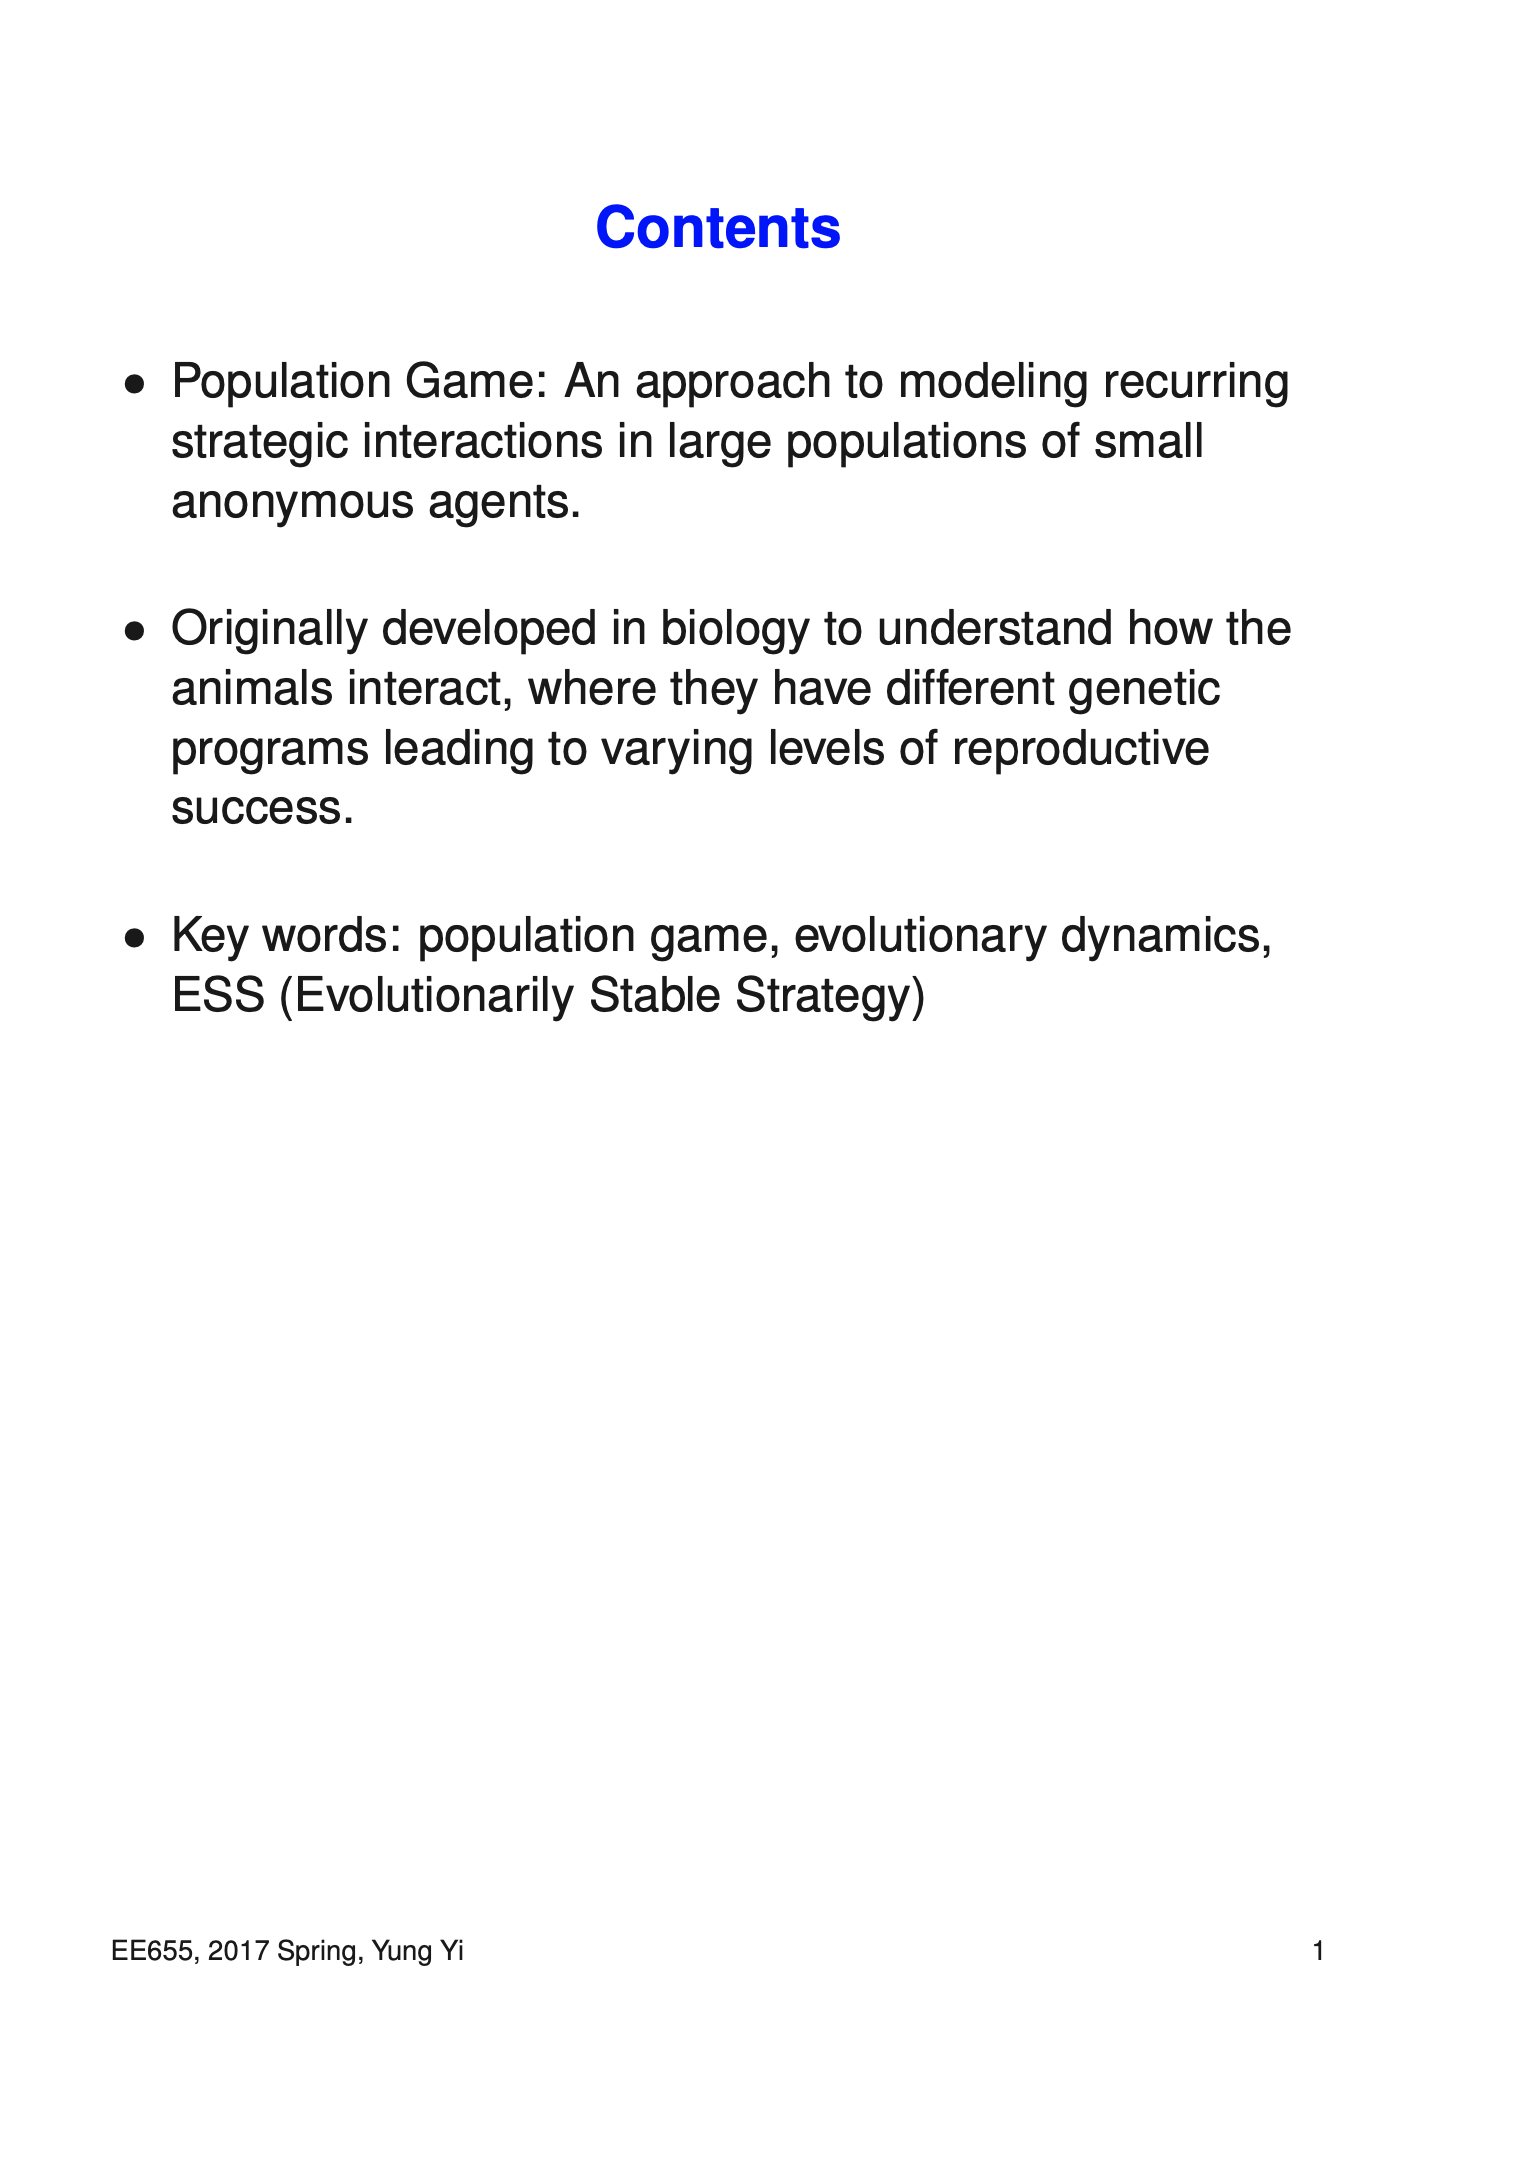 Contents
● Population Game: An approach to modeling recurring
strategic interactions in large populations of small
anonymous agents.
● Originally developed in biology to understand how the
animals interact, where they have different genetic
programs leading to varying levels of reproductive
success.
● Key words: population game, evolutionary dynamics,
ESS (Evolutionarily Stable Strategy)
EE655, 2017 Spring, Yung Yi 1